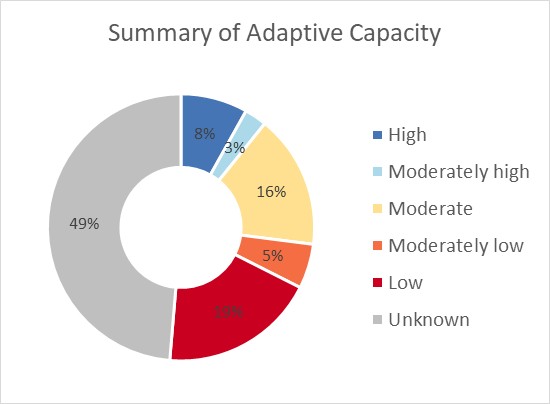 Summary of Adaptive Capacity
8%
3%
16%
5%
19%
49%
High
Moderately high
Moderate
Moderately low
Low
Unknown